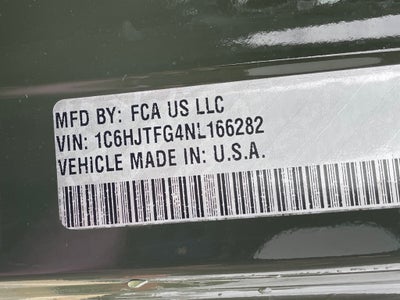 MFD BY: FCA US LLC
VIN: 1C6HJTFG4NL166282
VEHICLE MADE IN: U.S.A.